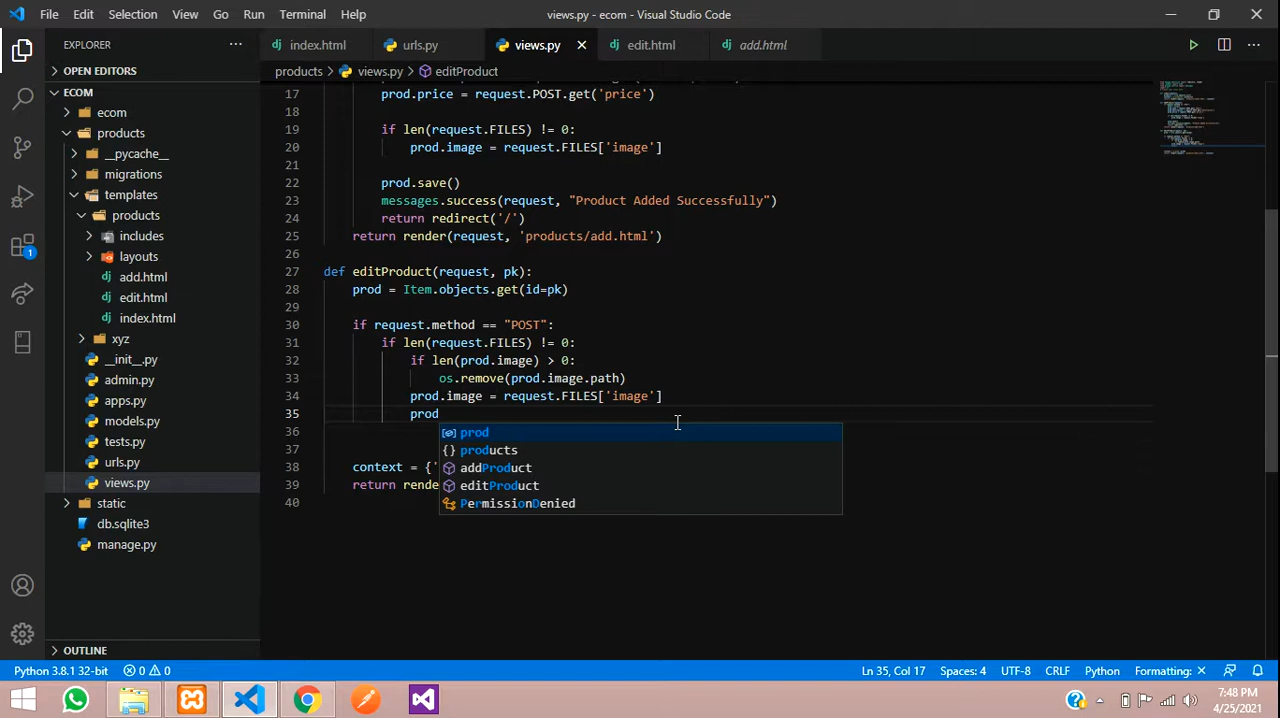 File Edit Selection View Go Run Terminal Help views.py - ecom - Visual Studio Code
EXPLORER
index.html urls.py views.py edit.html add.html
OPEN EDITORS
products > views.py > editProduct
ECOM
ecom
products
__pycache__
migrations
templates
products
includes
layouts
add.html
edit.html
index.html
xyz
__init__.py
admin.py
apps.py
models.py
tests.py
urls.py
views.py
static
db.sqlite3
manage.py
OUTLINE
17 prod.price = request.POST.get('price')
18
19 if len(request.FILES) != 0:
20 prod.image = request.FILES['image']
21
22 prod.save()
23 messages.success(request, "Product Added Successfully")
24 return redirect('/')
25 return render(request, 'products/add.html')
26
27 def editProduct(request, pk):
28 prod = Item.objects.get(id=pk)
29
30 if request.method == "POST":
31 if len(request.FILES) != 0:
32 if len(prod.image) > 0:
33 os.remove(prod.image.path)
34 prod.image = request.FILES['image']
35 prod
36
37
38 context = {'
39 return rende
40
prod
products
addProduct
editProduct
PermissionDenied
1
Python 3.8.1 32-bit 0 0 Ln 35, Col 17 Spaces: 4 UTF-8 CRLF Python Formatting: ✕
7:48 PM
4/25/2021